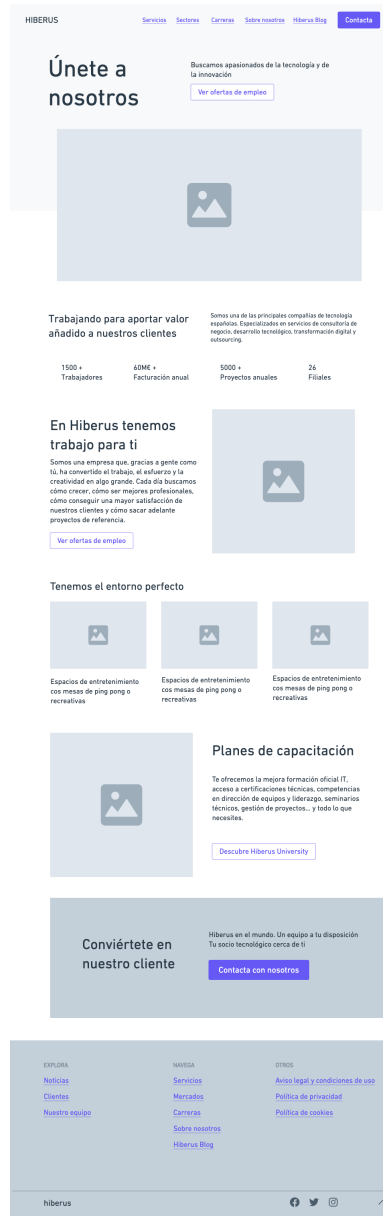 HIBERUS
Servicios Sectores Carreras Sobre nosotros Hiberus Blog Contacta
Únete a
nosotros
Buscamos apasionados de la tecnología y de
la innovación
Ver ofertas de empleo
Trabajando para aportar valor
añadido a nuestros clientes
Somos una de las principales compañías de tecnología
españolas. Especializados en servicios de consultoría de
negocio, desarrollo tecnológico, transformación digital y
outsourcing.
1500 +
Trabajadores
60M€ +
Facturación anual
5000 +
Proyectos anuales
26
Filiales
En Hiberus tenemos
trabajo para ti
Somos una empresa que, gracias a gente como
tú, ha convertido el trabajo, el esfuerzo y la
creatividad en algo grande. Cada día buscamos
cómo crecer, cómo ser mejores profesionales,
cómo conseguir una mayor satisfacción de
nuestros clientes y cómo sacar adelante
proyectos de referencia.
Ver ofertas de empleo
Tenemos el entorno perfecto
Espacios de entretenimiento
cos mesas de ping pong o
recreativas
Espacios de entretenimiento
cos mesas de ping pong o
recreativas
Espacios de entretenimiento
cos mesas de ping pong o
recreativas
Planes de capacitación
Te ofrecemos la mejora formación oficial IT,
acceso a certificaciones técnicas, competencias
en dirección de equipos y liderazgo, seminarios
técnicos, gestión de proyectos... y todo lo que
necesites.
Descubre Hiberus University
Conviértete en
nuestro cliente
Hiberus en el mundo. Un equipo a tu disposición
Tu socio tecnológico cerca de ti
Contacta con nosotros
EXPLORA
Noticias
Clientes
Nuestro equipo
NAVEGA
Servicios
Mercados
Carreras
Sobre nosotros
Hiberus Blog
OTROS
Aviso legal y condiciones de uso
Política de privacidad
Política de cookies
hiberus